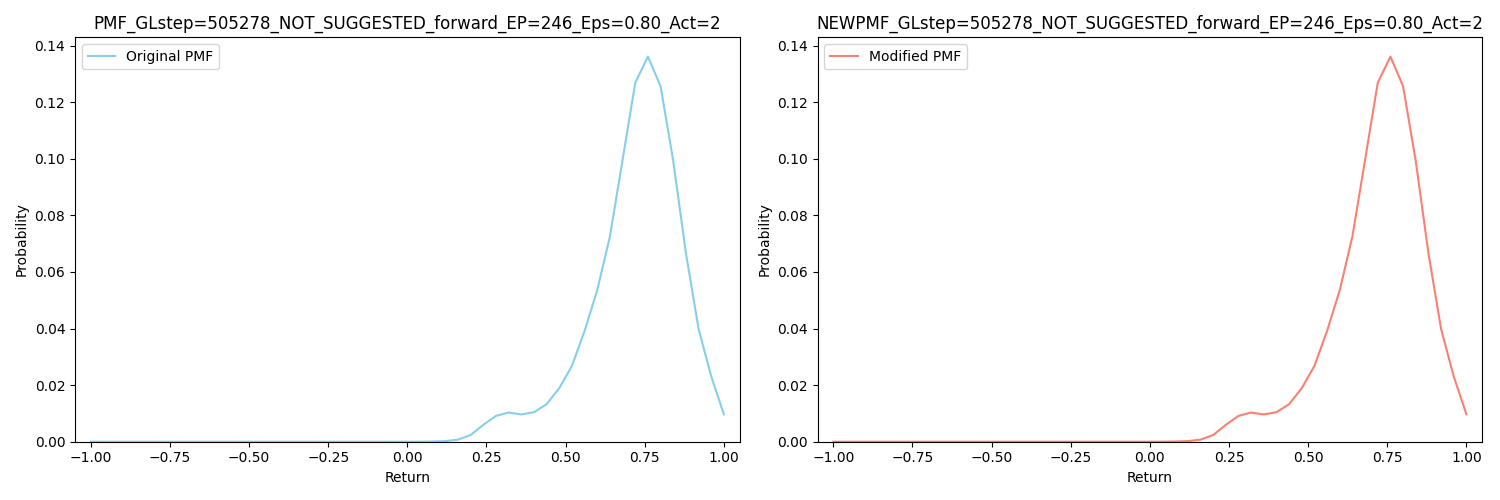 PMF_GLstep=505278_NOT_SUGGESTED_forward_EP=246_Eps=0.80_Act=2
Original PMF
Probability
0.14
0.12
0.10
0.08
0.06
0.04
0.02
0.00
−1.00 −0.75 −0.50 −0.25 0.00 0.25 0.50 0.75 1.00
Return
NEWPMF_GLstep=505278_NOT_SUGGESTED_forward_EP=246_Eps=0.80_Act=2
Modified PMF
Probability
0.14
0.12
0.10
0.08
0.06
0.04
0.02
0.00
−1.00 −0.75 −0.50 −0.25 0.00 0.25 0.50 0.75 1.00
Return